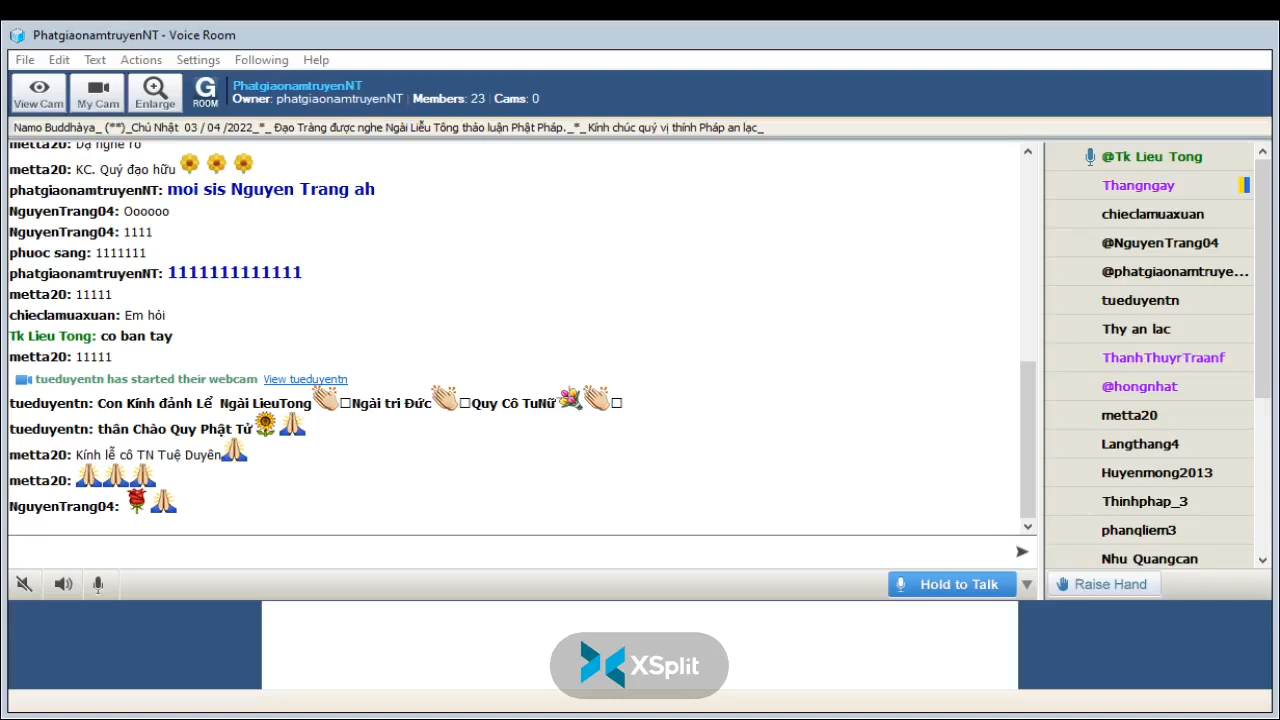 PhatgiaonamtruyenNT - Voice Room
File Edit Text Actions Settings Following Help
View Cam My Cam Enlarge G ROOM
PhatgiaonamtruyenNT
Owner: phatgiaonamtruyenNT | Members: 23 | Cams: 0
Namo Buddhàya_ (**)_Chủ Nhật 03 / 04 /2022_*_ Đạo Tràng được nghe Ngài Liễu Tông thảo luận Phật Pháp._*_ Kính chúc quý vị thính Pháp an lạc_
metta20: Dạ nghe rõ
metta20: KC. Quý đạo hữu
phatgiaonamtruyenNT: moi sis Nguyen Trang ah
NguyenTrang04: Oooooo
NguyenTrang04: 1111
phuoc sang: 1111111
phatgiaonamtruyenNT: 1111111111111
metta20: 11111
chieclamuaxuan: Em hỏi
Tk Lieu Tong: co ban tay
metta20: 11111
tueduyentn has started their webcam View tueduyentn
tueduyentn: Con Kính đảnh Lể Ngài LieuTong👏□Ngài tri Đức👏□Quy Cô TuNữ💐👏□
tueduyentn: thân Chào Quy Phật Tử🌻🙏
metta20: Kính lễ cô TN Tuệ Duyên🙏
metta20: 🙏🙏🙏
NguyenTrang04: 🌹🙏
@Tk Lieu Tong
Thangngay
chieclamuaxuan
@NguyenTrang04
@phatgiaonamtruye...
tueduyentn
Thy an lac
ThanhThuyrTraanf
@hongnhat
metta20
Langthang4
Huyenmong2013
Thinhphap_3
phanqliem3
Nhu Quangcan
Hold to Talk
Raise Hand
XSplit